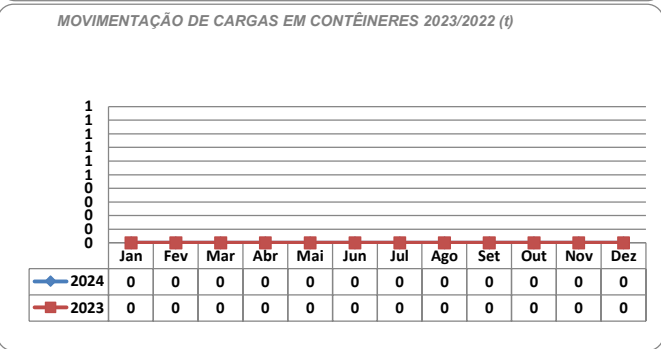 MOVIMENTAÇÃO DE CARGAS EM CONTÊINERES 2023/2022 (t)
1
1
1
1
1
1
0
0
0
0
0
Jan Fev Mar Abr Mai Jun Jul Ago Set Out Nov Dez
2024 0 0 0 0 0 0 0 0 0 0 0 0
2023 0 0 0 0 0 0 0 0 0 0 0 0